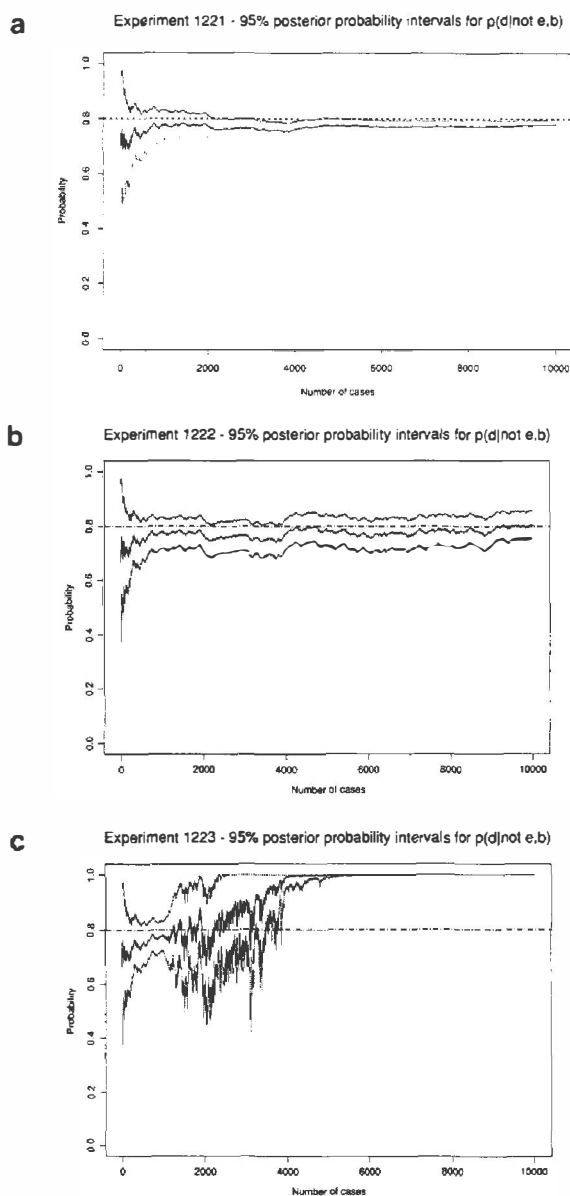 a
Experiment 1221 - 95% posterior probability intervals for p(d|not e,b)
1.0
0.8
0.6
0.4
0.2
0.0
Probability
0 2000 4000 6000 8000 10000
Number of cases
b
Experiment 1222 - 95% posterior probability intervals for p(d|not e,b)
1.0
0.8
0.6
0.4
0.2
0.0
Probability
0 2000 4000 6000 8000 10000
Number of cases
c
Experiment 1223 - 95% posterior probability intervals for p(d|not e,b)
1.0
0.8
0.6
0.4
0.2
0.0
Probability
0 2000 4000 6000 8000 10000
Number of cases